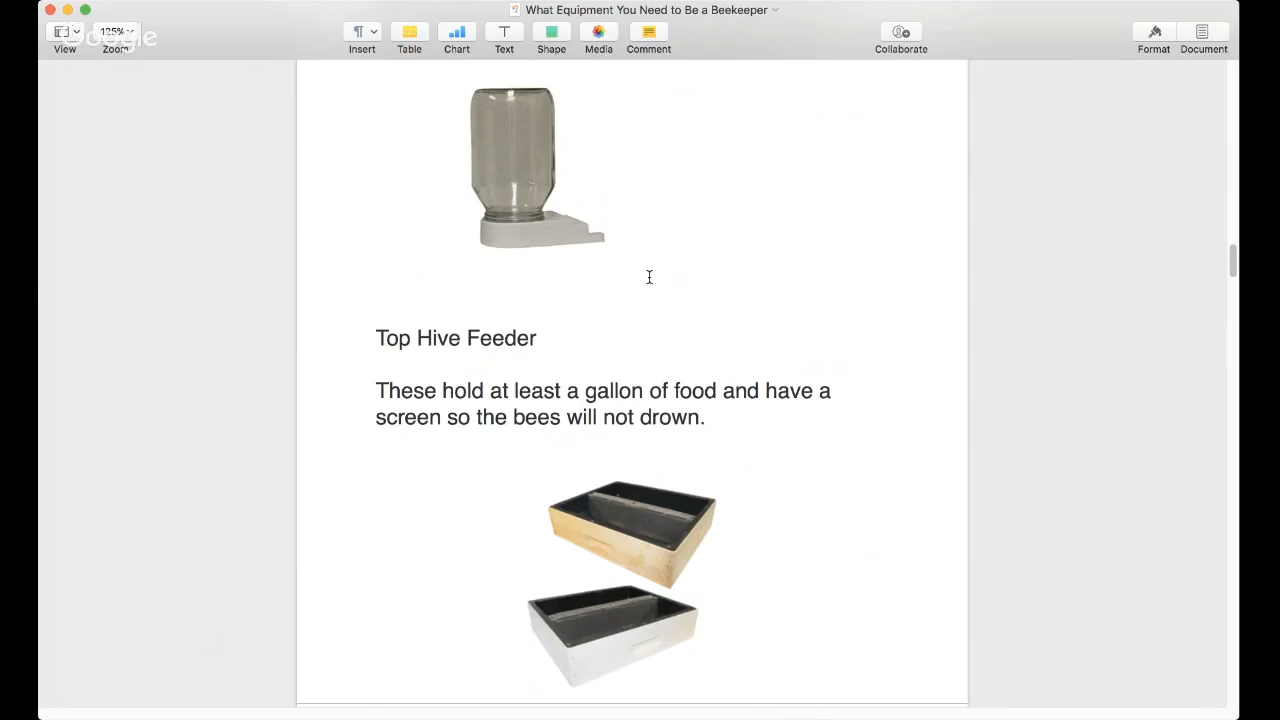 What Equipment You Need to Be a Beekeeper
Google
View
125%
Zoom
Insert
Table
Chart
Text
Shape
Media
Comment
Collaborate
Format
Document
Top Hive Feeder
These hold at least a gallon of food and have a
screen so the bees will not drown.